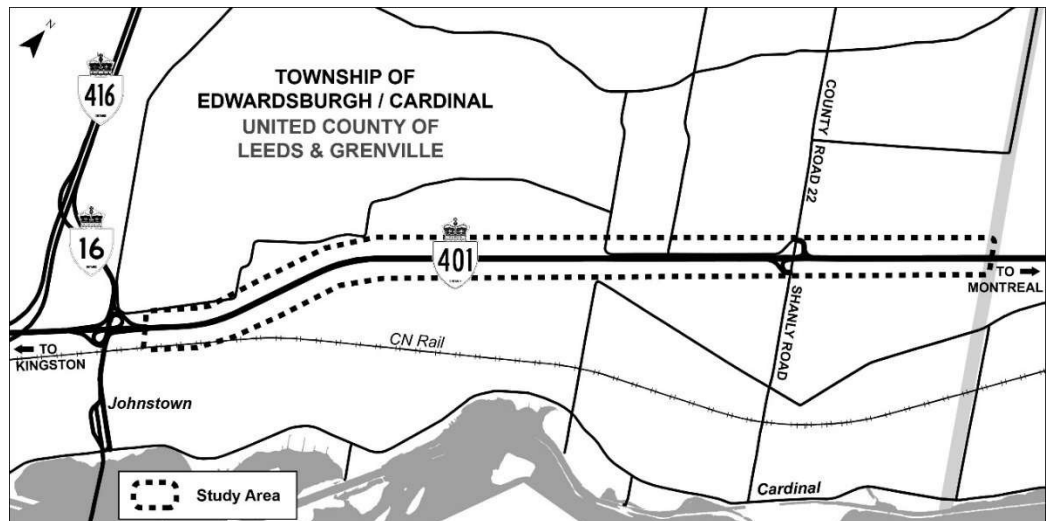 N
416
TOWNSHIP OF
EDWARDSBURGH / CARDINAL
UNITED COUNTY OF
LEEDS & GRENVILLE
COUNTY ROAD 22
16
401
TO
MONTREAL
SHANLY ROAD
TO
KINGSTON
CN Rail
Johnstown
Study Area
Cardinal